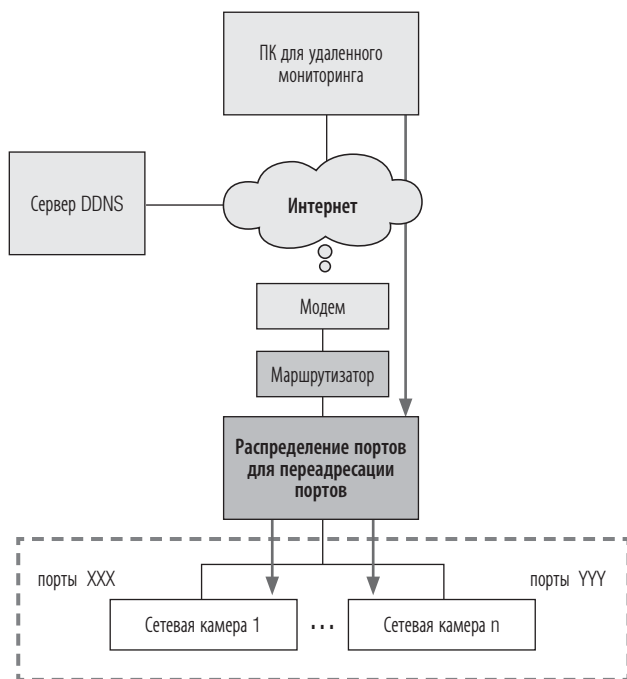 ПК для удаленного
мониторинга
Сервер DDNS
Интернет
Модем
Маршрутизатор
Распределение портов
для переадресации
портов
порты XXX
порты YYY
Сетевая камера 1
...
Сетевая камера n